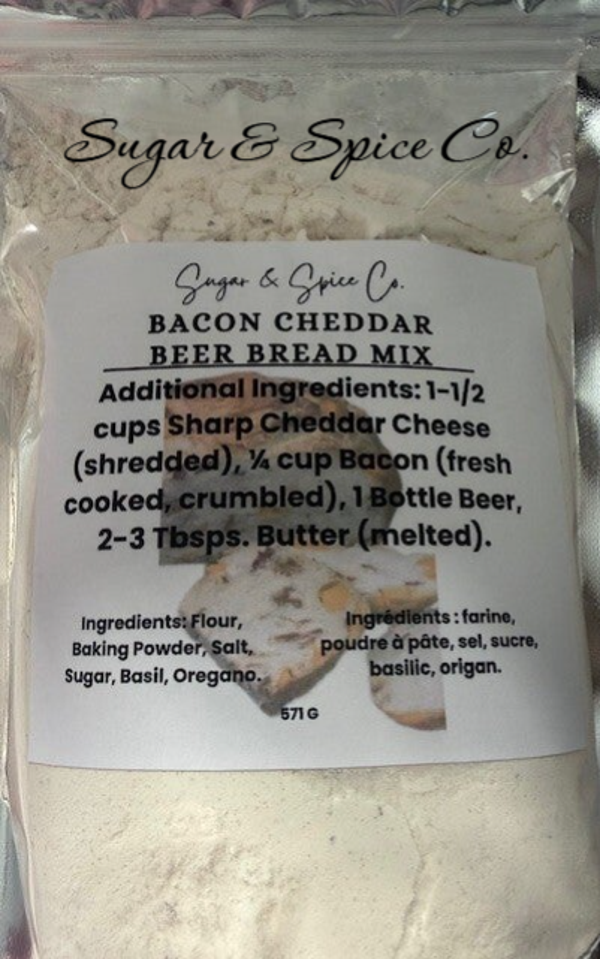 Sugar & Spice Co.
Sugar & Spice Co.
BACON CHEDDAR
BEER BREAD MIX
Additional Ingredients: 1-1/2
cups Sharp Cheddar Cheese
(shredded), ¼ cup Bacon (fresh
cooked, crumbled), 1 Bottle Beer,
2-3 Tbsps. Butter (melted).
Ingredients: Flour,
Baking Powder, Salt,
Sugar, Basil, Oregano.
Ingrédients : farine,
poudre à pâte, sel, sucre,
basilic, origan.
571 G